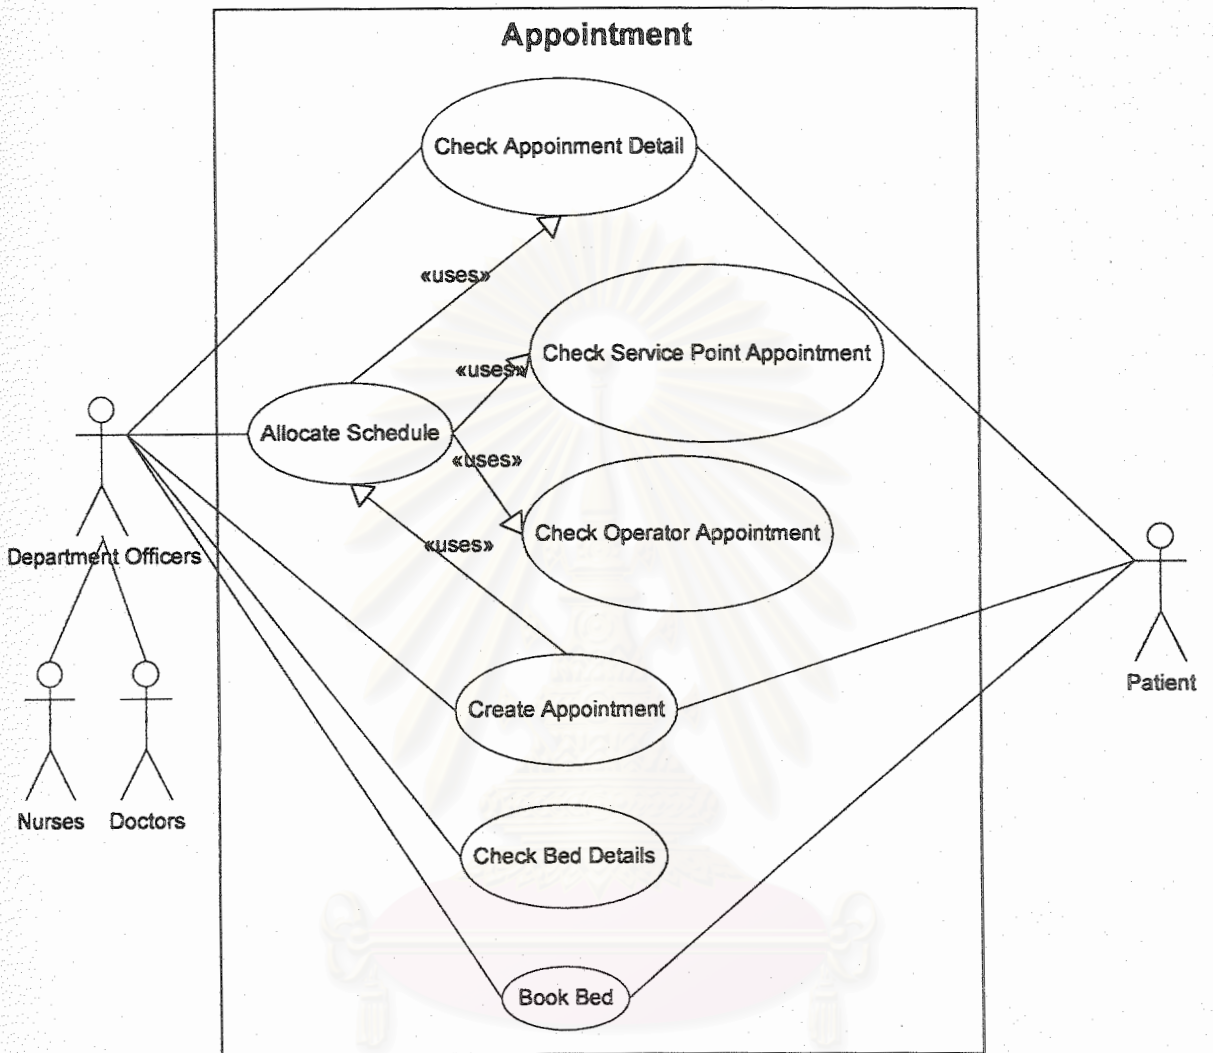 Appointment
Check Appoinment Detail
«uses»
Check Service Point Appointment
«uses»
Allocate Schedule
«uses»
Check Operator Appointment
«uses»
Department Officers
Patient
Create Appointment
Nurses
Doctors
Check Bed Details
Book Bed